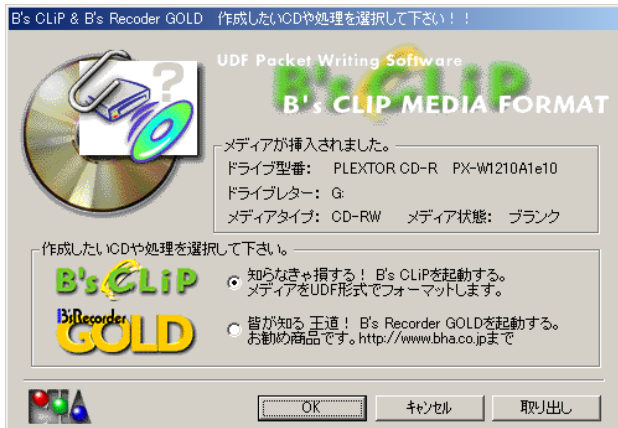 B's CLiP & B's Recoder GOLD 作成したいCDや処理を選択して下さい！！
UDF Packet Writing Software
B's CLiP
B's CLIP MEDIA FORMAT
メディアが挿入されました。
ドライブ型番: PLEXTOR CD-R PX-W1210A1e10
ドライブレター: G:
メディアタイプ: CD-RW メディア状態: ブランク
作成したいCDや処理を選択して下さい。
B's CLiP
知らなきゃ損する！ B's CLiPを起動する。
メディアをUDF形式でフォーマットします。
B's Recorder
GOLD
皆が知る 王道！ B's Recorder GOLDを起動する。
お勧め商品です。http://www.bha.co.jpまで
BHA
OK キャンセル 取り出し